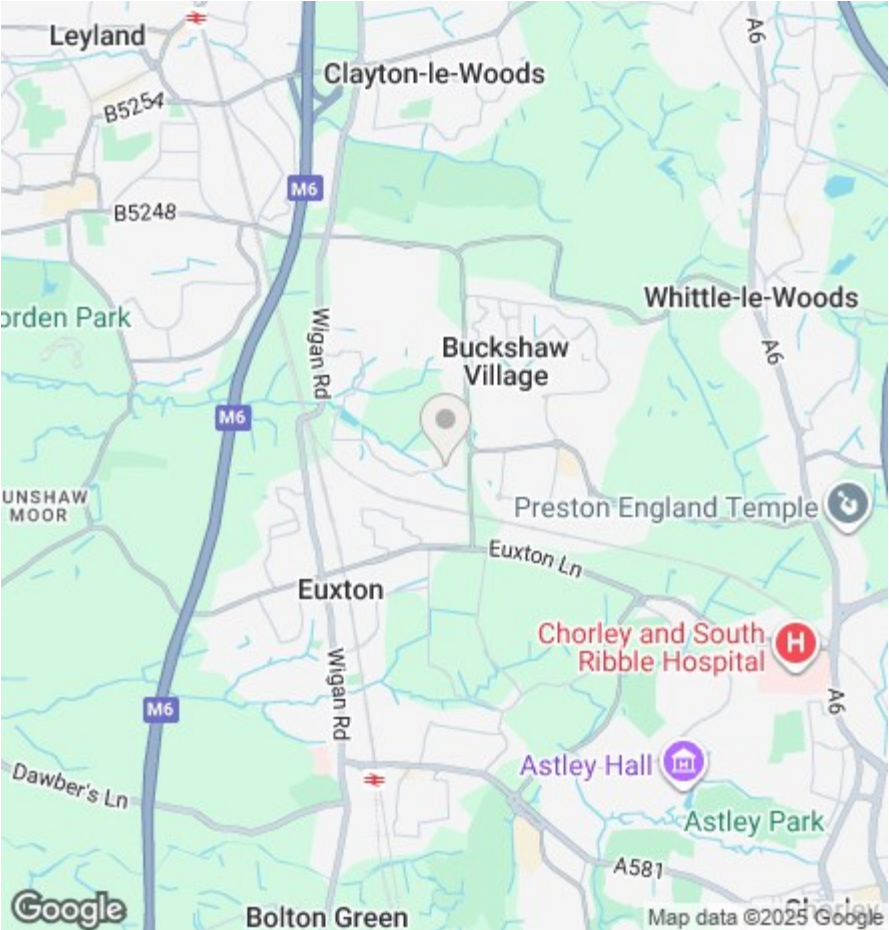 Leyland
A6
Clayton-le-Woods
B5254
M6
B5248
Whittle-le-Woods
orden Park
Wigan Rd
A6
Buckshaw
Village
M6
UNSHAW
MOOR
Preston England Temple
Euxton Ln
Euxton
Chorley and South
Ribble Hospital
H
Wigan Rd
A6
M6
Astley Hall
Dawber's Ln
Astley Park
A581
Chorley
Google
Bolton Green
Map data ©2025 Google